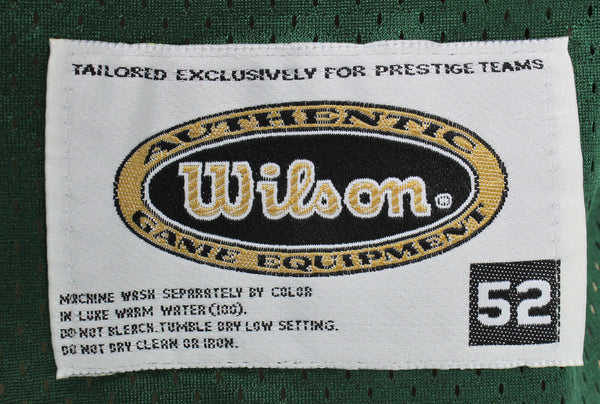 TAILORED EXCLUSIVELY FOR PRESTIGE TEAMS
AUTHENTIC
Wilson®
GAME EQUIPMENT
MACHINE WASH SEPARATELY BY COLOR
IN LUKE WARM WATER(100).
DO NOT BLEACH.TUMBLE DRY LOW SETTING.
DO NOT DRY CLEAN OR IRON.
52